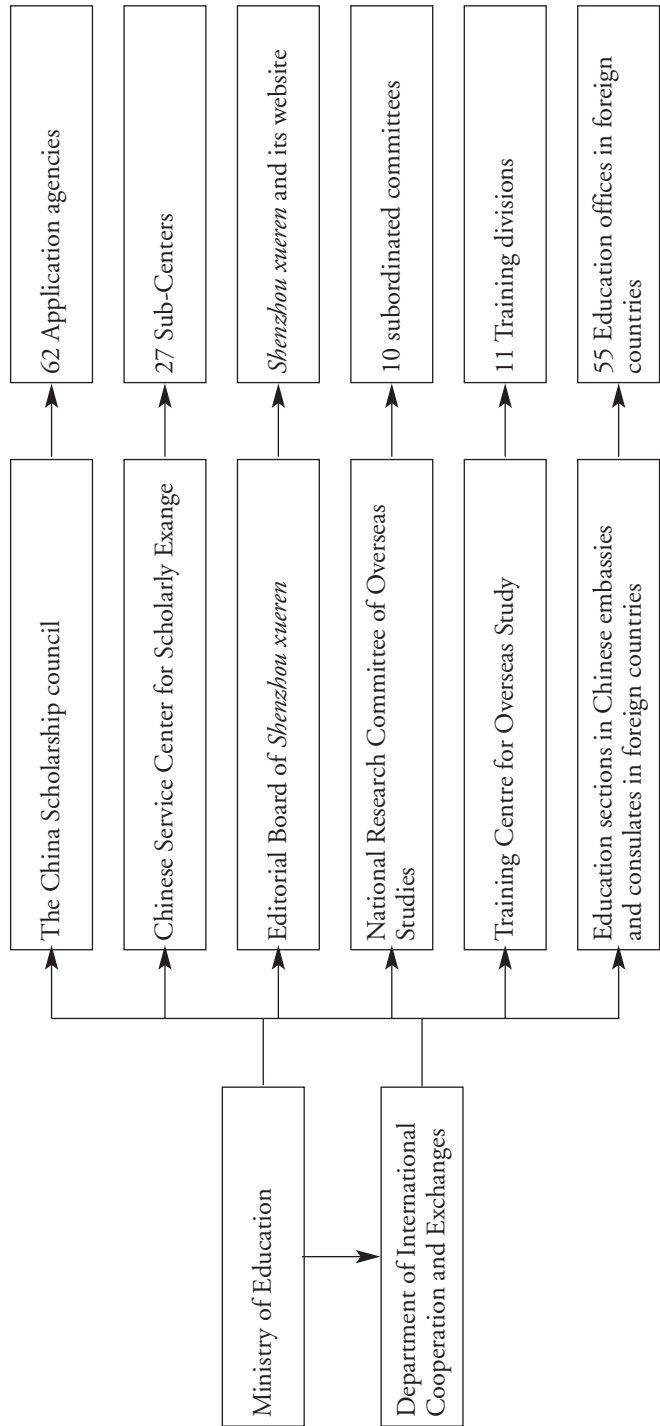 Ministry of Education
Department of International
Cooperation and Exchanges
The China Scholarship council
Chinese Service Center for Scholarly Exange
Editorial Board of Shenzhou xueren
National Research Committee of Overseas
Studies
Training Centre for Overseas Study
Education sections in Chinese embassies
and consulates in foreign countries
62 Application agencies
27 Sub-Centers
Shenzhou xueren and its website
10 subordinated committees
11 Training divisions
55 Education offices in foreign
countries